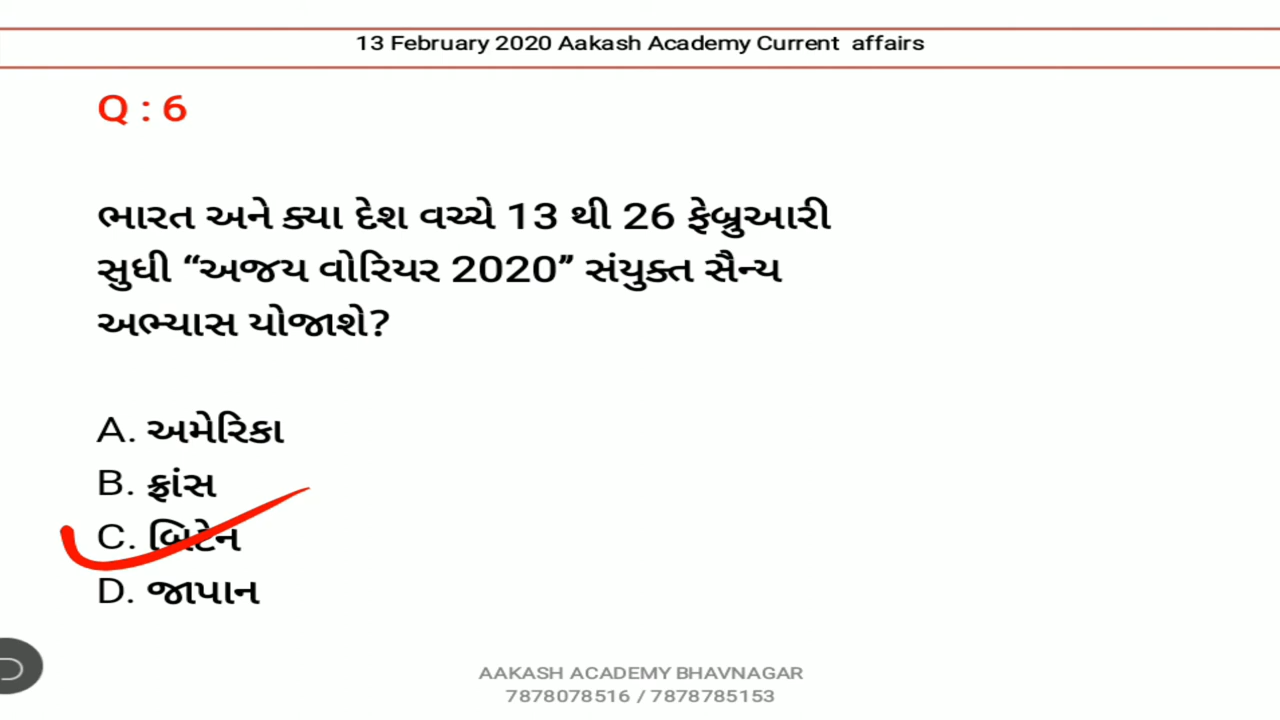 13 February 2020 Aakash Academy Current affairs
Q : 6
ભારત અને ક્યા દેશ વચ્ચે 13 થી 26 ફેબ્રુઆરી
સુધી “અજય વોરિયર 2020” સંયુક્ત સૈન્ય
અભ્યાસ યોજાશે?
A. અમેરિકા
B. ફ્રાંસ
C. બ્રિટેન
D. જાપાન
AAKASH ACADEMY BHAVNAGAR
7878078516 / 7878785153